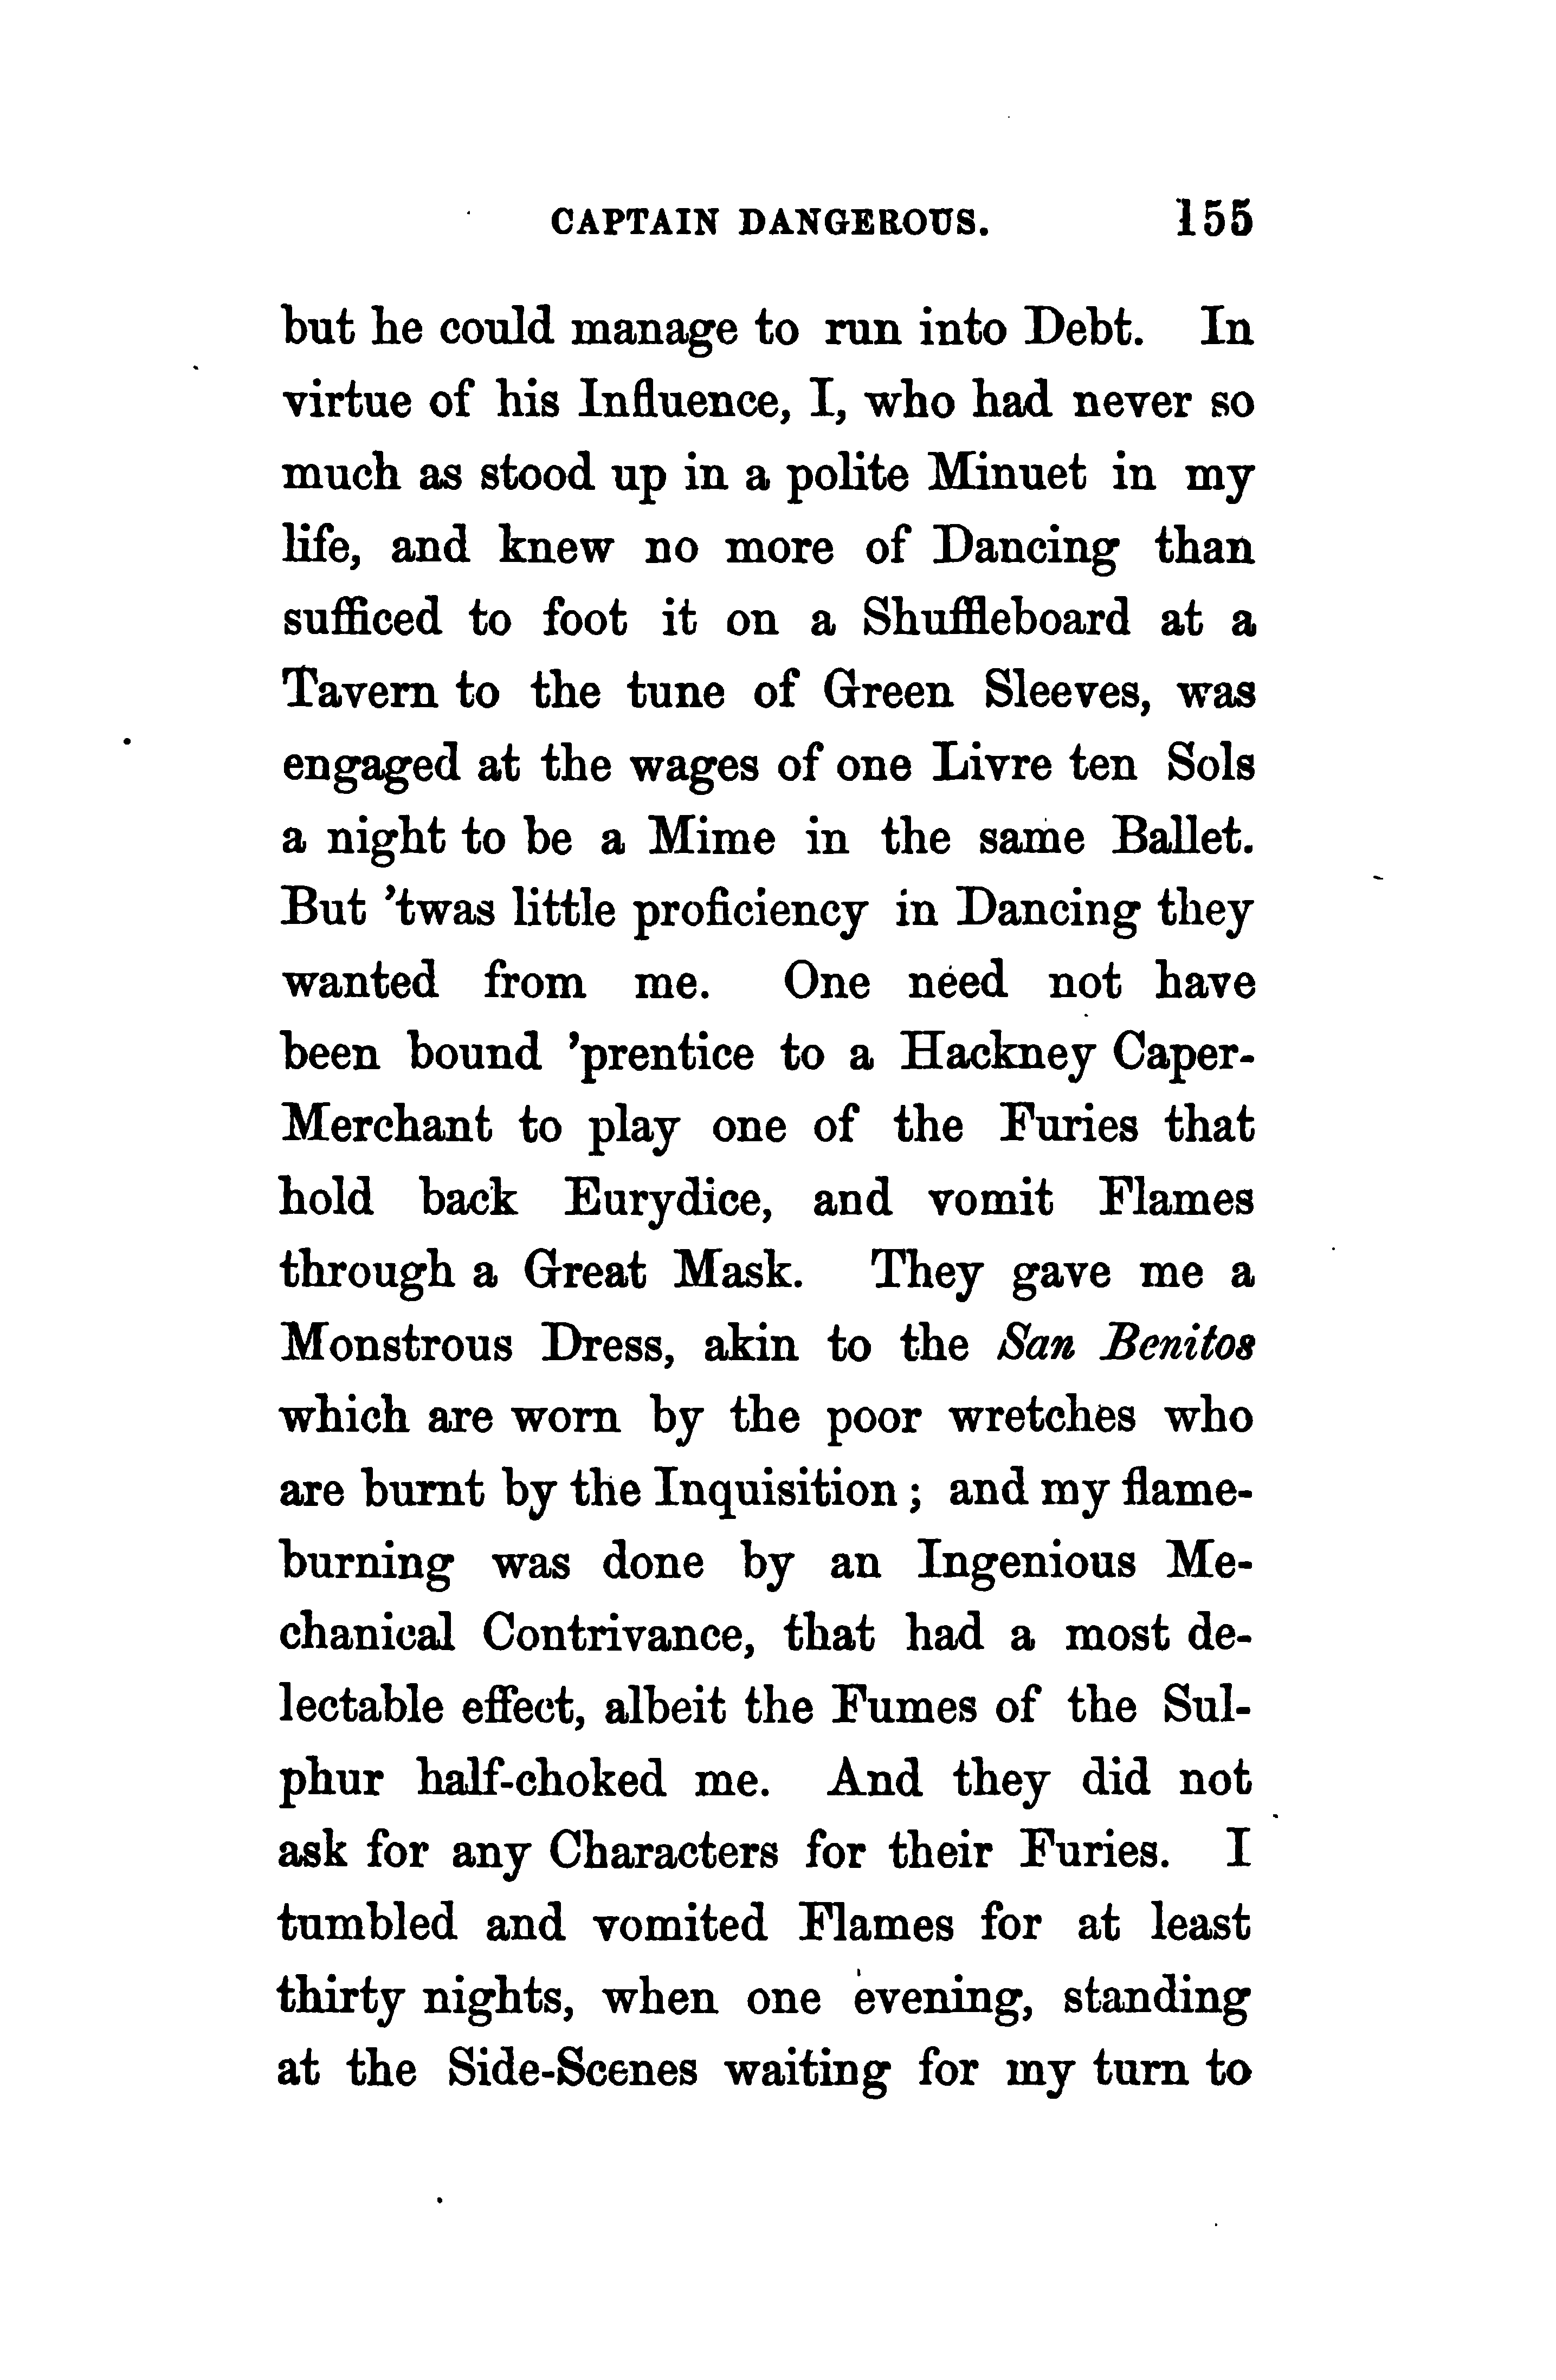 CAPTAIN DANGEROUS. 155
but he could manage to run into Debt. In
virtue of his Influence, I, who had never so
much as stood up in a polite Minuet in my
life, and knew no more of Dancing than
sufficed to foot it on a Shuffleboard at a
Tavern to the tune of Green Sleeves, was
engaged at the wages of one Livre ten Sols
a night to be a Mime in the same Ballet.
But 'twas little proficiency in Dancing they
wanted from me. One need not have
been bound 'prentice to a Hackney Caper-
Merchant to play one of the Furies that
hold back Eurydice, and vomit Flames
through a Great Mask. They gave me a
Monstrous Dress, akin to the San Benitos
which are worn by the poor wretches who
are burnt by the Inquisition; and my flame-
burning was done by an Ingenious Me-
chanical Contrivance, that had a most de-
lectable effect, albeit the Fumes of the Sul-
phur half-choked me. And they did not
ask for any Characters for their Furies. I
tumbled and vomited Flames for at least
thirty nights, when one evening, standing
at the Side-Scenes waiting for my turn to